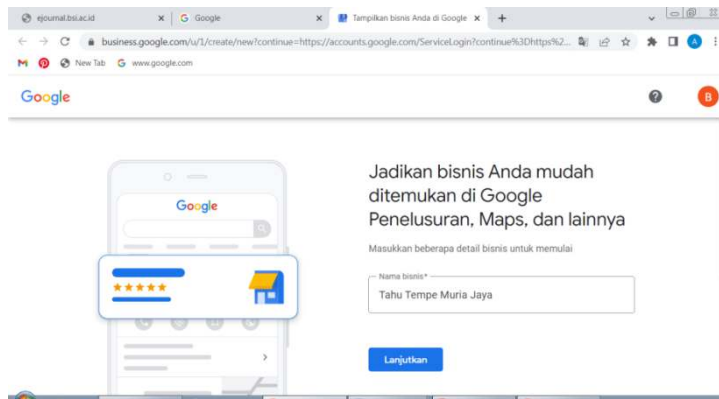 ejournal.bsi.ac.id
Google
Tampilkan bisnis Anda di Google
business.google.com/u/1/create/new?continue=https://accounts.google.com/ServiceLogin?continue%3Dhttps%2...
A
New Tab
www.google.com
Google
B
Google
Jadikan bisnis Anda mudah
ditemukan di Google
Penelusuran, Maps, dan lainnya
Masukkan beberapa detail bisnis untuk memulai
Nama bisnis*
Tahu Tempe Muria Jaya
Lanjutkan